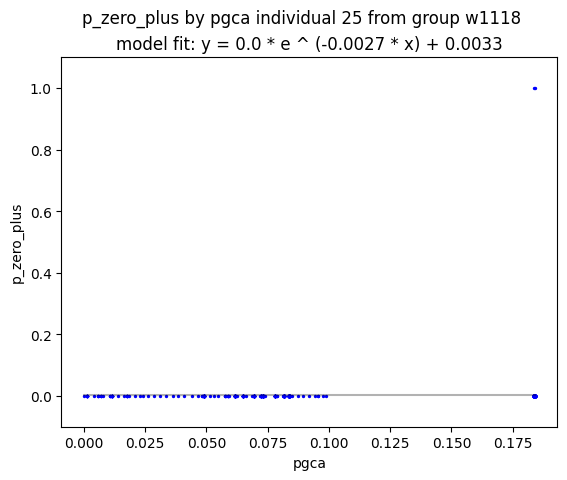 p_zero_plus by pgca individual 25 from group w1118
model fit: y = 0.0 * e ^ (-0.0027 * x) + 0.0033
1.0
0.8
0.6
0.4
0.2
0.0
p_zero_plus
0.000 0.025 0.050 0.075 0.100 0.125 0.150 0.175
pgca